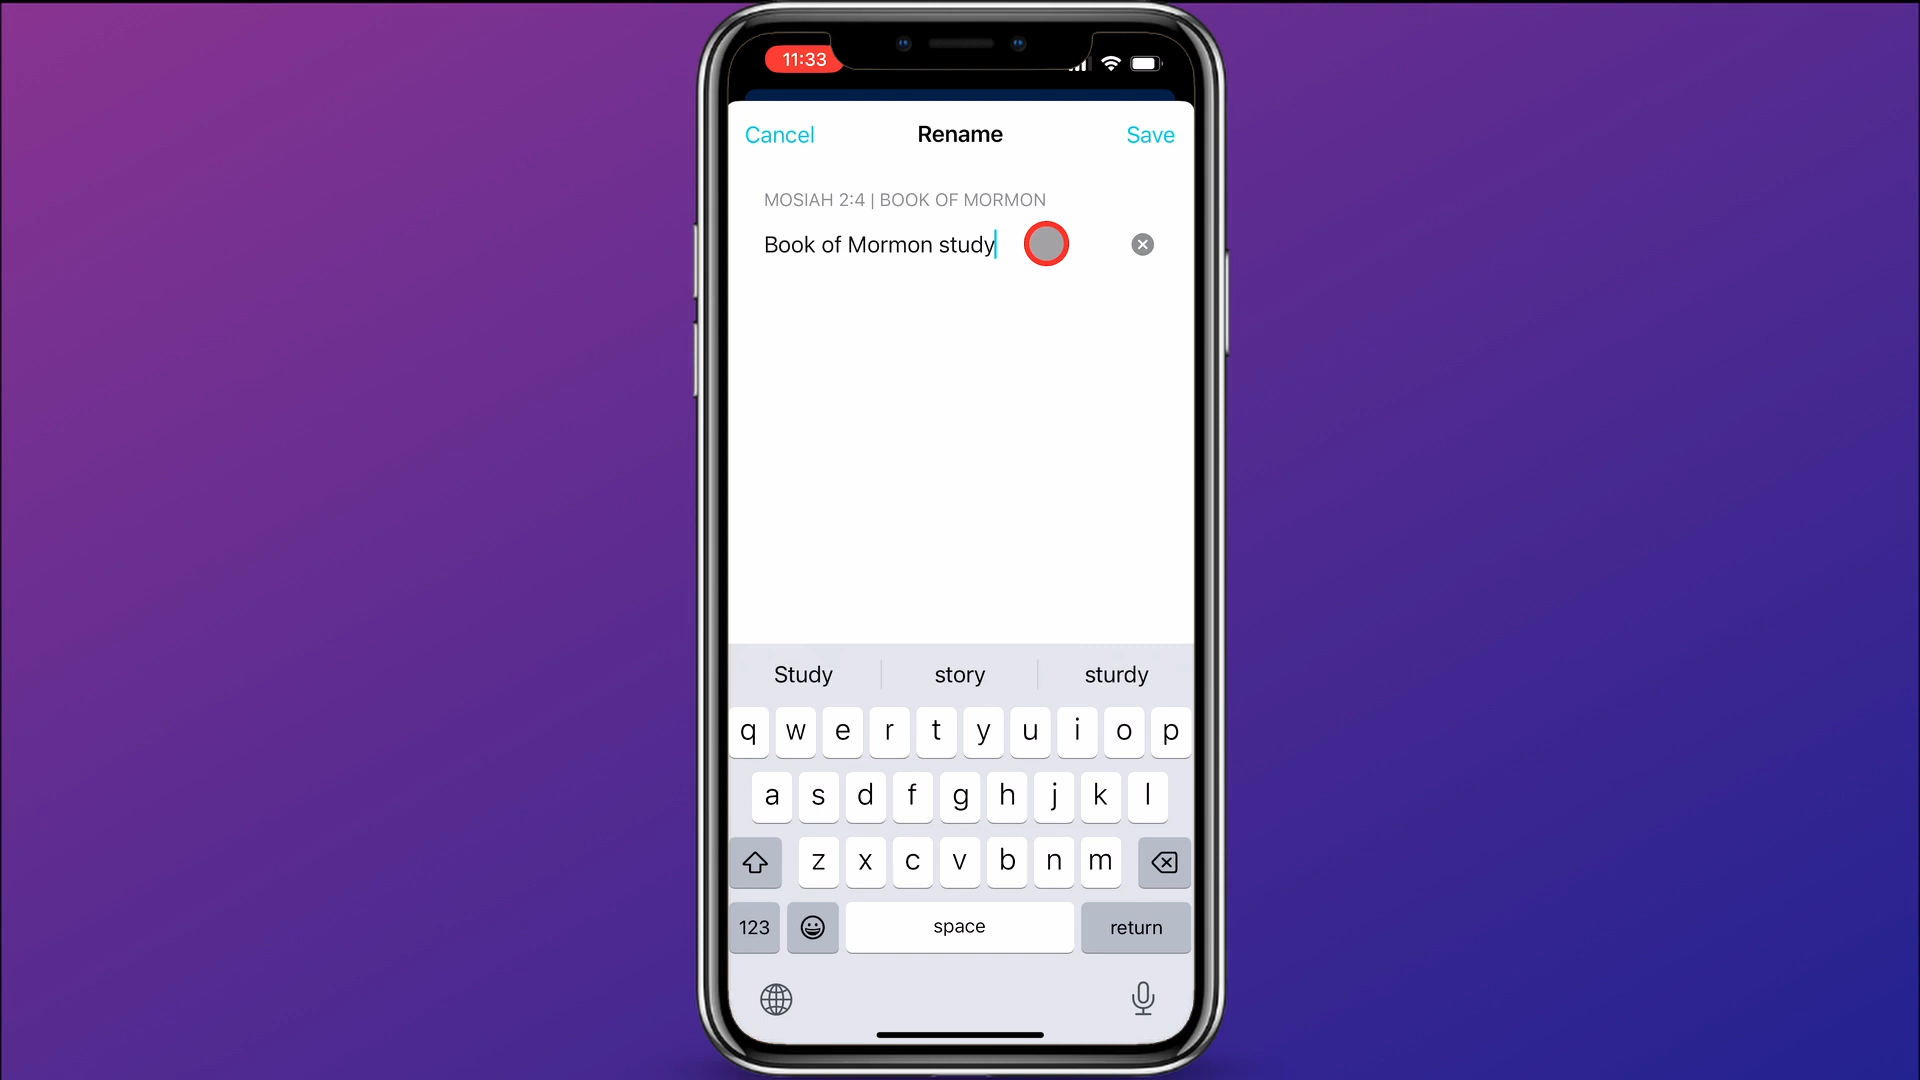 11:33
Cancel Rename Save
MOSIAH 2:4 | BOOK OF MORMON
Book of Mormon study
Study story sturdy
q w e r t y u i o p
a s d f g h j k l
z x c v b n m
123 space return